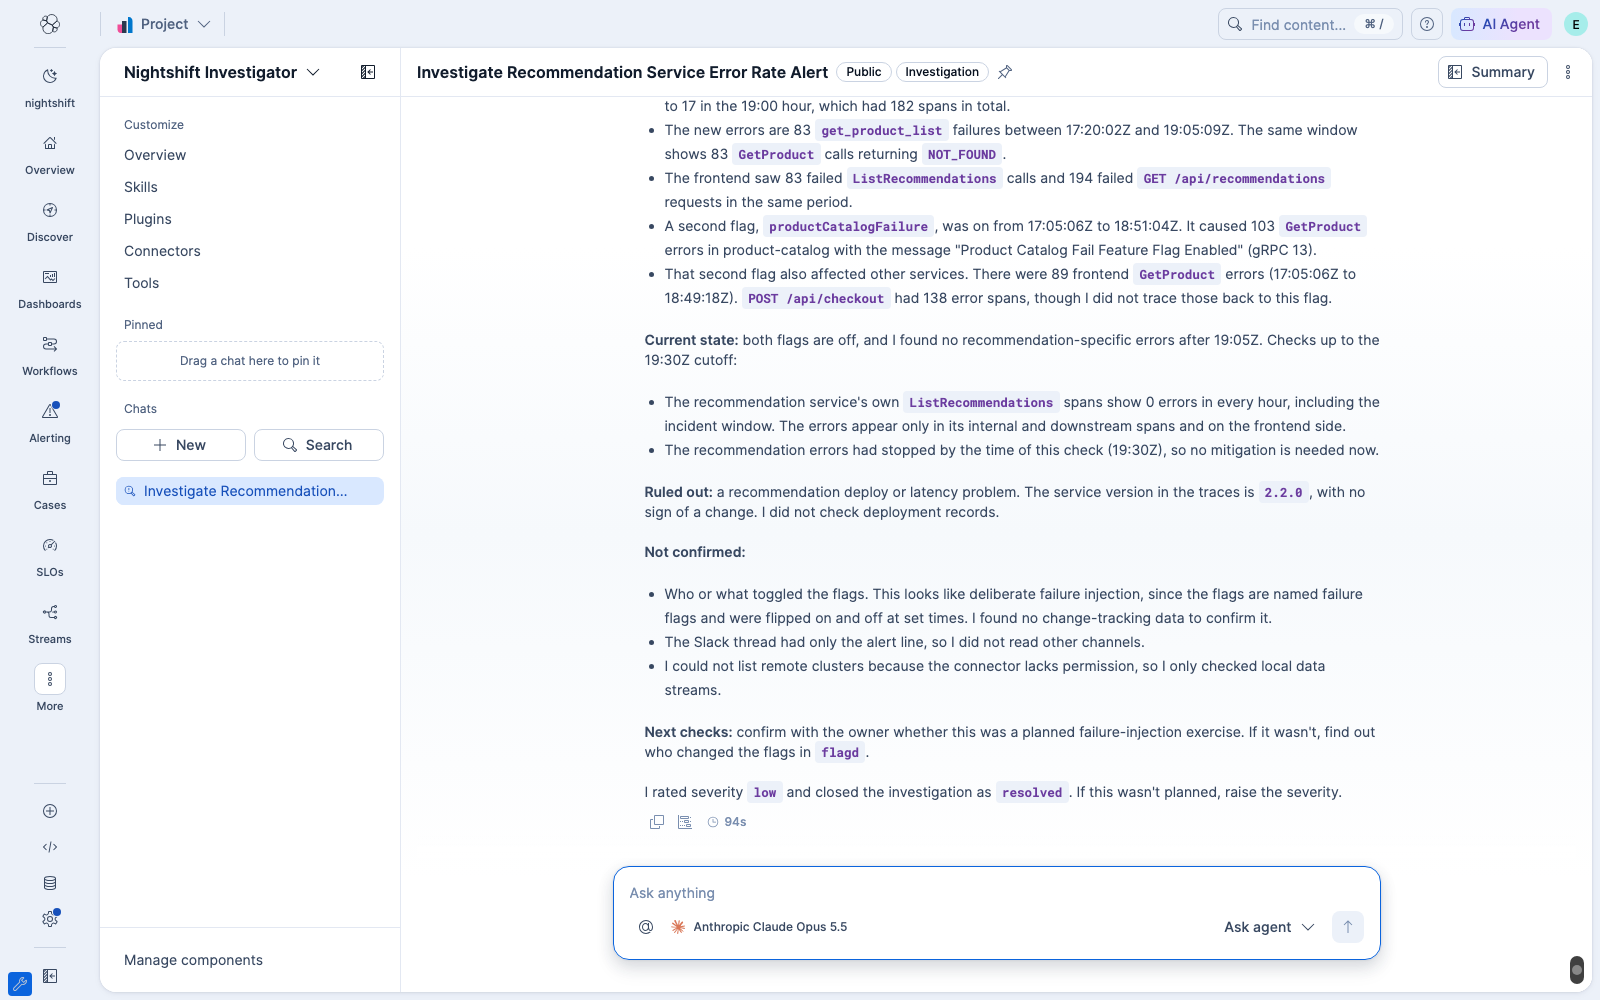 Project
Find content...
⌘ /
AI Agent
E
nightshift
Overview
Discover
Dashboards
Workflows
Alerting
Cases
SLOs
Streams
More
Nightshift Investigator
Customize
Overview
Skills
Plugins
Connectors
Tools
Pinned
Drag a chat here to pin it
Chats
New
Search
Investigate Recommendation...
Manage components
Investigate Recommendation Service Error Rate Alert
Public
Investigation
Summary
to 17 in the 19:00 hour, which had 182 spans in total.
• The new errors are 83 get_product_list failures between 17:20:02Z and 19:05:09Z. The same window
shows 83 GetProduct calls returning NOT_FOUND .
• The frontend saw 83 failed ListRecommendations calls and 194 failed GET /api/recommendations
requests in the same period.
• A second flag, productCatalogFailure , was on from 17:05:06Z to 18:51:04Z. It caused 103 GetProduct
errors in product-catalog with the message "Product Catalog Fail Feature Flag Enabled" (gRPC 13).
• That second flag also affected other services. There were 89 frontend GetProduct errors (17:05:06Z to
18:49:18Z). POST /api/checkout had 138 error spans, though I did not trace those back to this flag.
Current state: both flags are off, and I found no recommendation-specific errors after 19:05Z. Checks up to the
19:30Z cutoff:
• The recommendation service's own ListRecommendations spans show 0 errors in every hour, including the
incident window. The errors appear only in its internal and downstream spans and on the frontend side.
• The recommendation errors had stopped by the time of this check (19:30Z), so no mitigation is needed now.
Ruled out: a recommendation deploy or latency problem. The service version in the traces is 2.2.0 , with no
sign of a change. I did not check deployment records.
Not confirmed:
• Who or what toggled the flags. This looks like deliberate failure injection, since the flags are named failure
flags and were flipped on and off at set times. I found no change-tracking data to confirm it.
• The Slack thread had only the alert line, so I did not read other channels.
• I could not list remote clusters because the connector lacks permission, so I only checked local data
streams.
Next checks: confirm with the owner whether this was a planned failure-injection exercise. If it wasn't, find out
who changed the flags in flagd .
I rated severity low and closed the investigation as resolved . If this wasn't planned, raise the severity.
94s
Ask anything
@
Anthropic Claude Opus 5.5
Ask agent